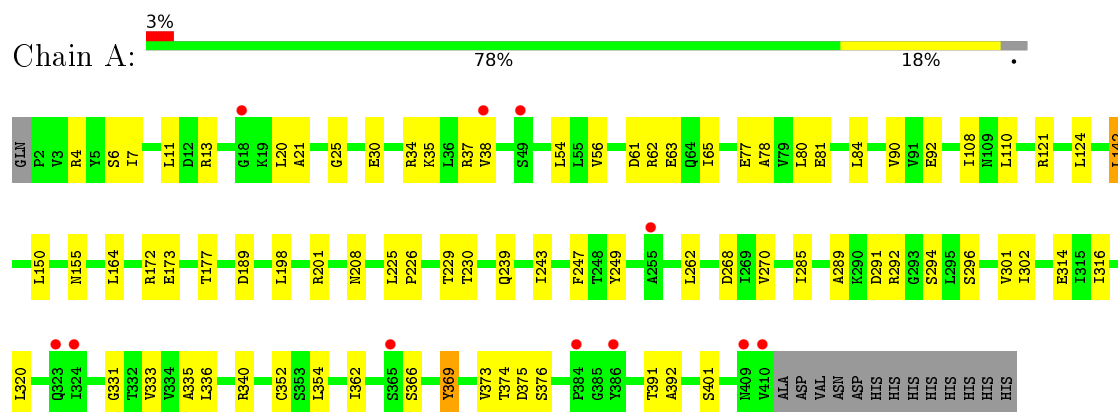 3%
Chain A:
78% 18% •
GLN P2 V3 R4 Y5 S6 I7 L11 D12 R13 G18 K19 L20 A21 G25 E30 R34 K35 L36 R37 V38 S49 L54 L55 V56 D61 R62 E63 Q64 I65 E77 A78 V79 L80 E81 L84 V90 V91 E92 I108 N109 L110 R121 L124 L142
L150 N155 L164 R172 E173 T177 D189 L198 R201 N208 L225 P226 T229 T230 Q239 I243 F247 T248 Y249 A255 L262 D268 I269 V270 I285 A289 K290 D291 R292 G293 S294 L295 S296 V301 I302 E314 I315 I316
L320 Q323 I324 G331 T332 V333 V334 A335 L336 R340 C352 S353 L354 I362 S365 S366 Y369 V373 T374 D375 S376 P384 G385 Y386 T391 A392 S401 N409 V410 ALA ASP VAL ASN ASP HIS HIS HIS HIS HIS HIS HIS